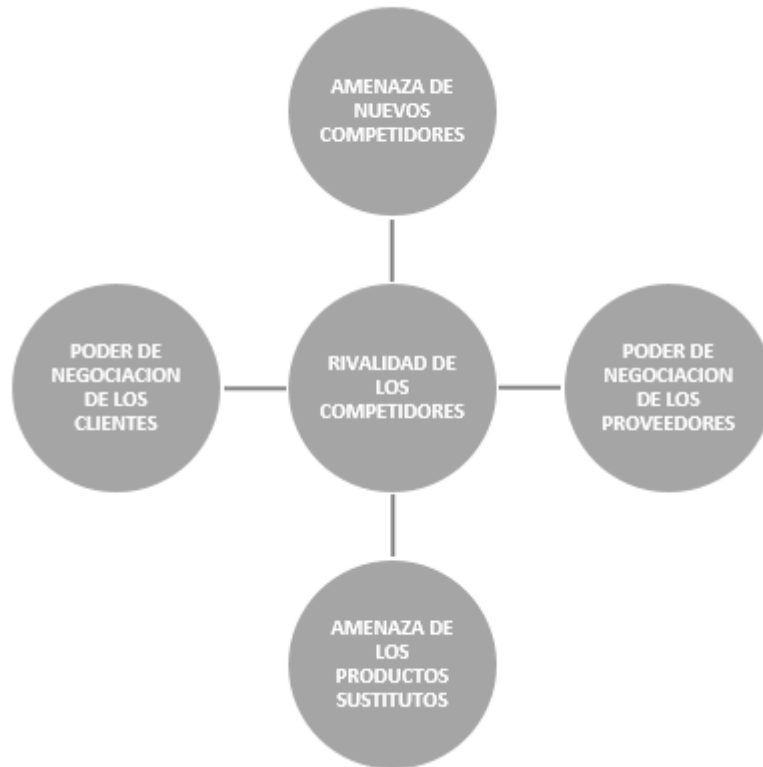 AMENAZA DE
NUEVOS
COMPETIDORES
PODER DE
NEGOCIACION
DE LOS
CLIENTES
RIVALIDAD DE
LOS
COMPETIDORES
PODER DE
NEGOCIACION
DE LOS
PROVEEDORES
AMENAZA DE
LOS
PRODUCTOS
SUSTITUTOS